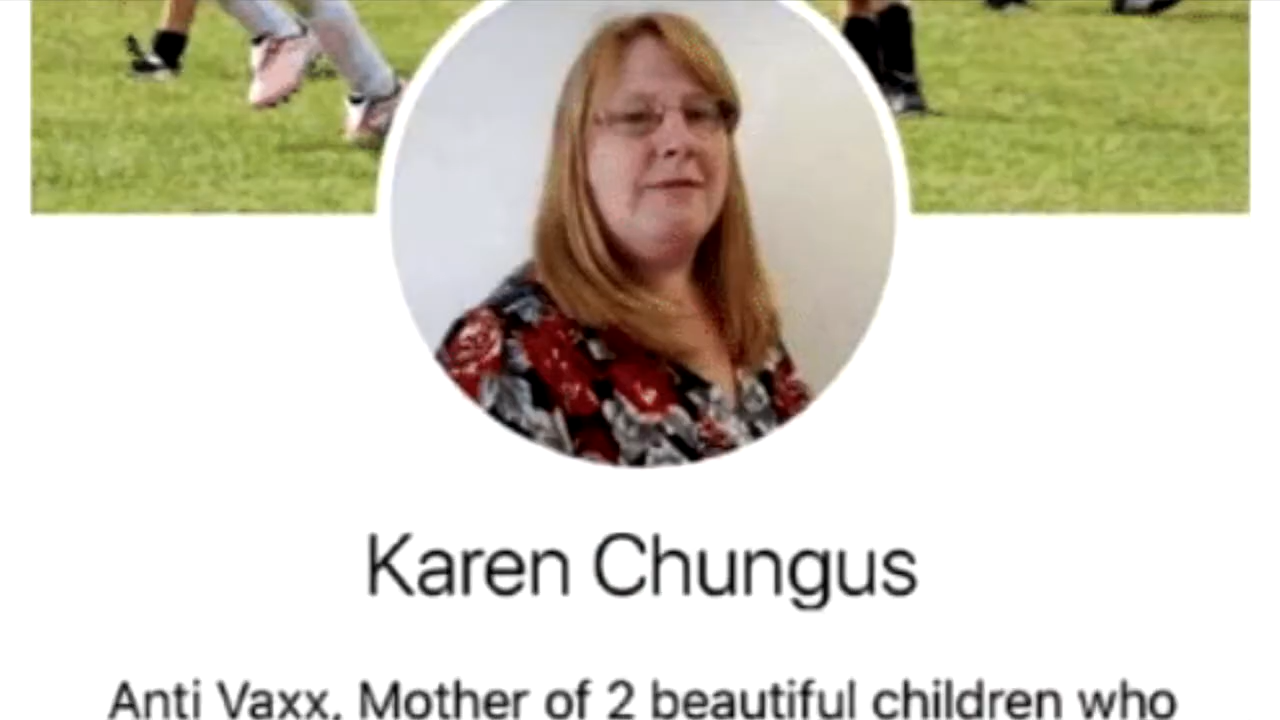 Karen Chungus
Anti Vaxx, Mother of 2 beautiful children who